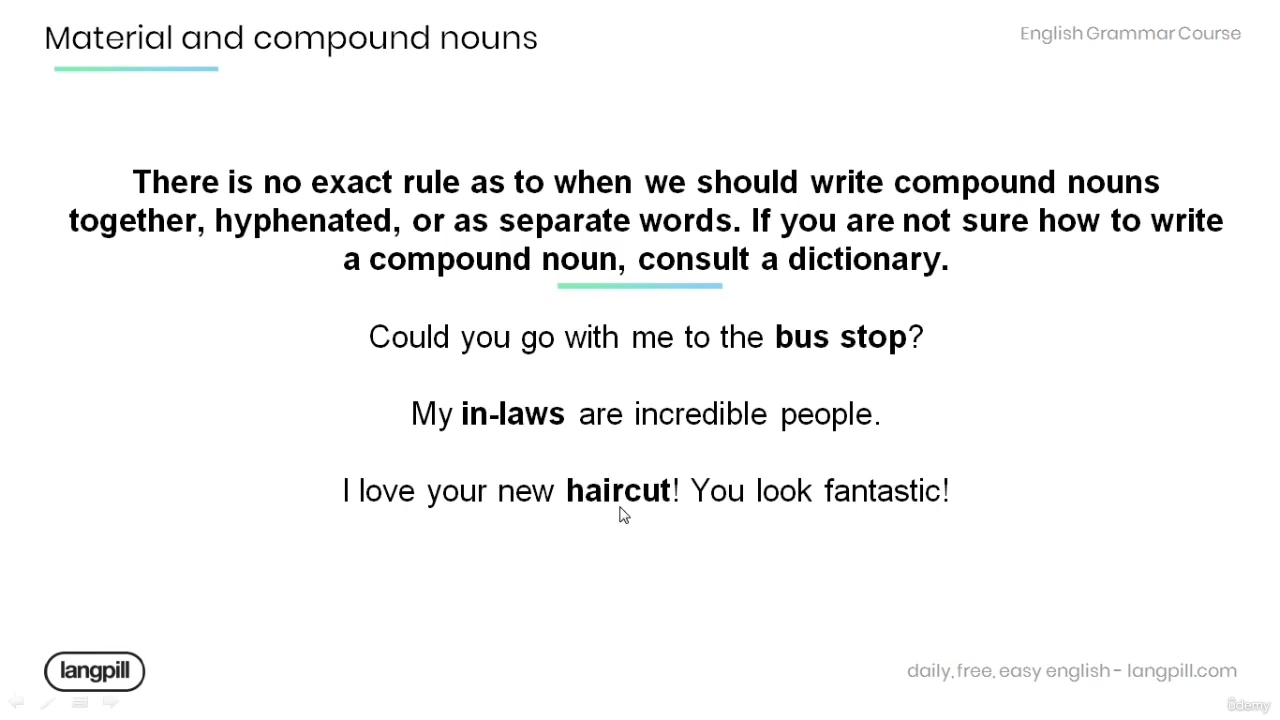 Material and compound nouns
English Grammar Course
There is no exact rule as to when we should write compound nouns
together, hyphenated, or as separate words. If you are not sure how to write
a compound noun, consult a dictionary.
Could you go with me to the bus stop?
My in-laws are incredible people.
I love your new haircut! You look fantastic!
langpill
daily, free, easy english - langpill.com
ûdemy